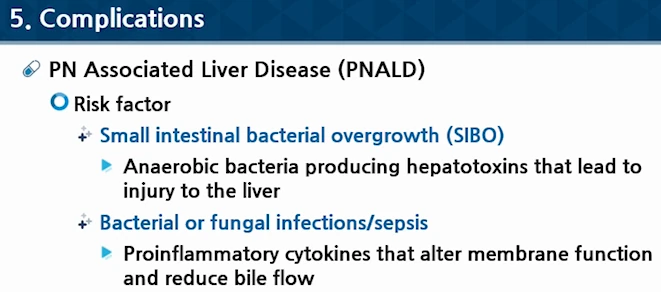 5. Complications
PN Associated Liver Disease (PNALD)
Risk factor
Small intestinal bacterial overgrowth (SIBO)
Anaerobic bacteria producing hepatotoxins that lead to
injury to the liver
Bacterial or fungal infections/sepsis
Proinflammatory cytokines that alter membrane function
and reduce bile flow